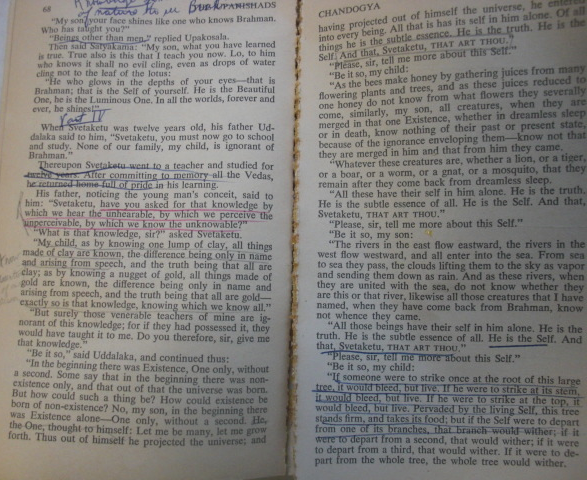 68 UPANISHADS
"My son, your face shines like one who knows Brahman.
Who has taught you?"
"Beings other than men," replied Upakosala.
Then said Satyakama: "My son, what you have learned
is true. True also is this that I teach you now. Lo, to him
who knows it shall no evil cling, even as drops of water
cling not to the leaf of the lotus:
"He who glows in the depths of your eyes—that is
Brahman; that is the Self of yourself. He is the Beautiful
One, he is the Luminous One. In all the worlds, forever and
ever, he shines!"
Part IV
When Svetaketu was twelve years old, his father Ud-
dalaka said to him, "Svetaketu, you must now go to school
and study. None of our family, my child, is ignorant of
Brahman."
Thereupon Svetaketu went to a teacher and studied for
twelve years. After committing to memory all the Vedas,
he returned home full of pride in his learning.
His father, noticing the young man's conceit, said to
him: "Svetaketu, have you asked for that knowledge by
which we hear the unhearable, by which we perceive the
unperceivable, by which we know the unknowable?"
"What is that knowledge, sir?" asked Svetaketu.
"My child, as by knowing one lump of clay, all things
made of clay are known, the difference being only in name
and arising from speech, and the truth being that all are
clay; as by knowing a nugget of gold, all things made of
gold are known, the difference being only in name and
arising from speech, and the truth being that all are gold—
exactly so is that knowledge, knowing which we know all."
"But surely those venerable teachers of mine are ig-
norant of this knowledge; for if they had possessed it, they
would have taught it to me. Do you therefore, sir, give me
that knowledge."
"Be it so," said Uddalaka, and continued thus:
"In the beginning there was Existence, One only, without
a second. Some say that in the beginning there was non-
existence only, and that out of that the universe was born.
But how could such a thing be? How could existence be
born of non-existence? No, my son, in the beginning there
was Existence alone—One only, without a second. He,
the One, thought to himself: Let me be many, let me grow
forth. Thus out of himself he projected the universe; and
CHANDOGYA
having projected out of himself the universe, he entered
into every being. All that is has its self in him alone. Of all
things he is the subtle essence. He is the truth. He is the
Self. And that, Svetaketu, THAT ART THOU."
"Please, sir, tell me more about this Self."
"Be it so, my child:
"As the bees make honey by gathering juices from many
flowering plants and trees, and as these juices reduced to
one honey do not know from what flowers they severally
come, similarly, my son, all creatures, when they are
merged in that one Existence, whether in dreamless sleep
or in death, know nothing of their past or present state,
because of the ignorance enveloping them—know not that
they are merged in him and that from him they came.
"Whatever these creatures are, whether a lion, or a tiger,
or a boar, or a worm, or a gnat, or a mosquito, that they
remain after they come back from dreamless sleep.
"All these have their self in him alone. He is the truth.
He is the subtle essence of all. He is the Self. And that,
Svetaketu, THAT ART THOU."
"Please, sir, tell me more about this Self."
"Be it so, my son:
"The rivers in the east flow eastward, the rivers in the
west flow westward, and all enter into the sea. From sea
to sea they pass, the clouds lifting them to the sky as vapor
and sending them down as rain. And as these rivers, when
they are united with the sea, do not know whether they
are this or that river, likewise all those creatures that I have
named, when they have come back from Brahman, know
not whence they came.
"All those beings have their self in him alone. He is the
truth. He is the subtle essence of all. He is the Self. And
that, Svetaketu, THAT ART THOU."
"Please, sir, tell me more about this Self."
"Be it so, my child:
"If someone were to strike once at the root of this large
tree, it would bleed, but live. If he were to strike at its stem,
it would bleed, but live. If he were to strike at the top, it
would bleed, but live. Pervaded by the living Self, this tree
stands firm, and takes its food; but if the Self were to depart
from one of its branches, that branch would wither; if it
were to depart from a second, that would wither; if it were
to depart from a third, that would wither. If it were to de-
part from the whole tree, the whole tree would wither.